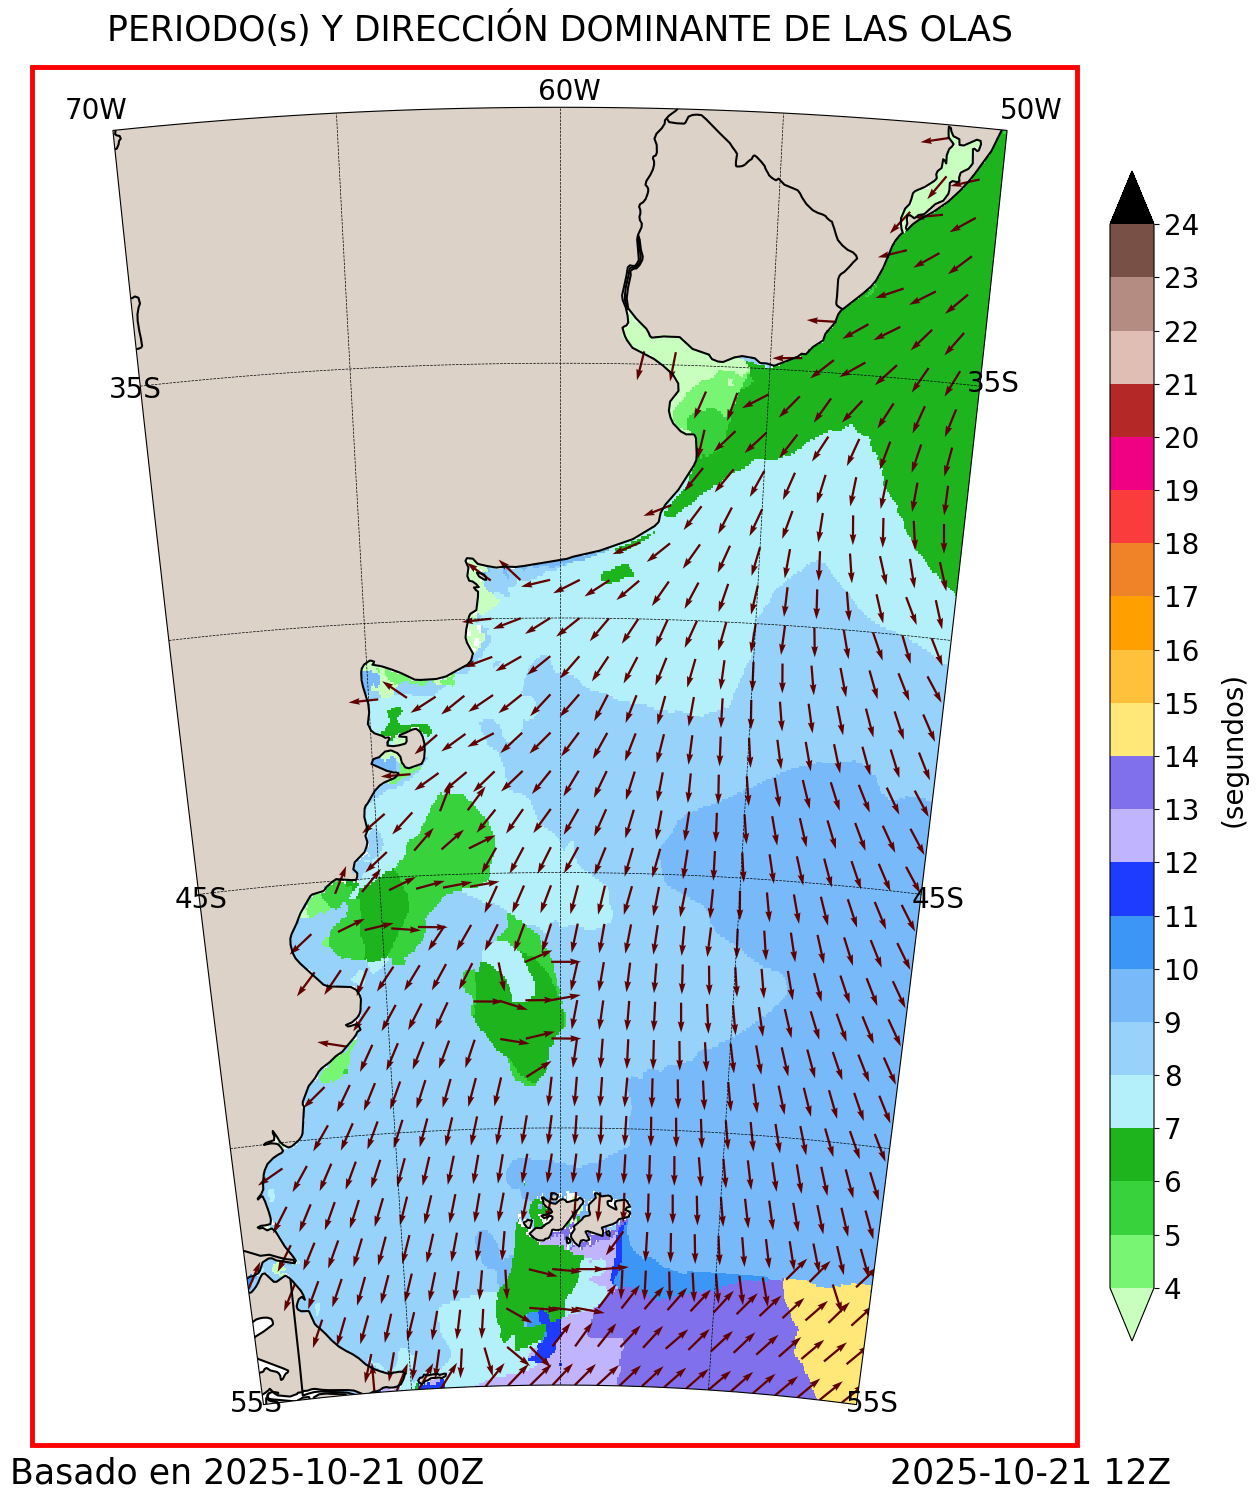 PERIODO(s) Y DIRECCIÓN DOMINANTE DE LAS OLAS
70W
60W
50W
35S
35S
45S
45S
55S
55S
24
23
22
21
20
19
18
17
16
15
14
13
12
11
10
9
8
7
6
5
4
(segundos)
Basado en 2025-10-21 00Z
2025-10-21 12Z